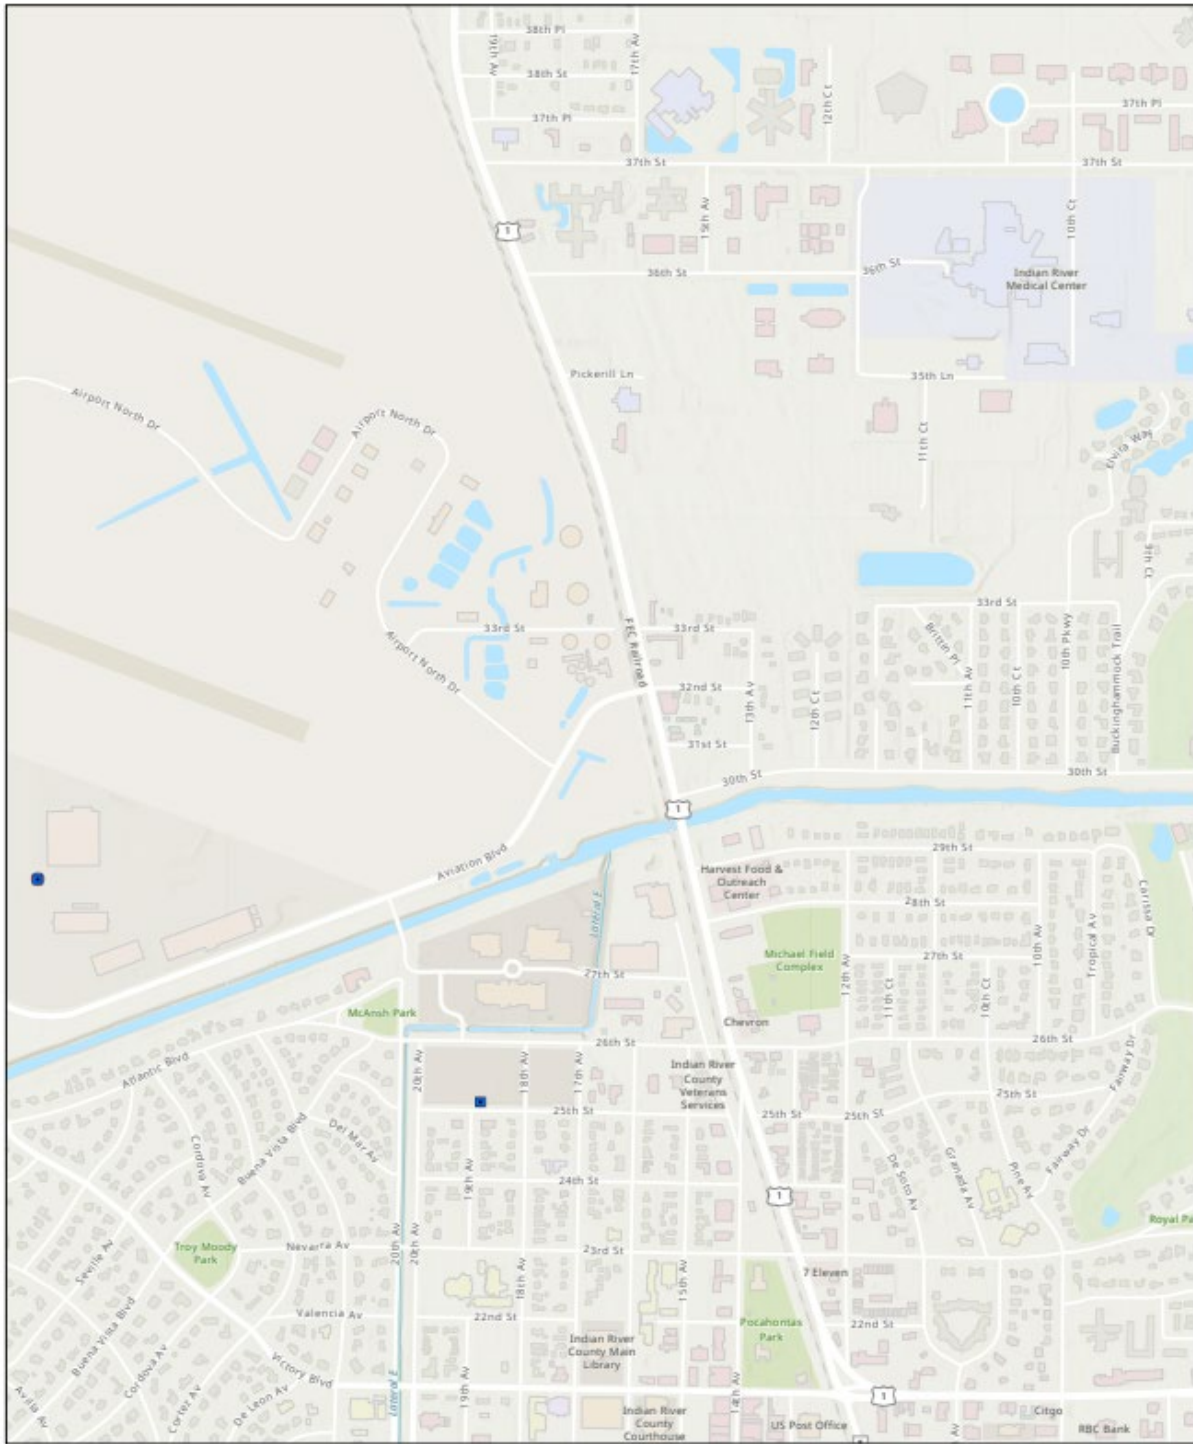 38th Pl
19th Av
17th Av
38th St
37th Pl
12th Ct
37th Pl
37th St
37th St
1
15th Av
10th Ct
36th St
36th St
Indian River
Medical Center
Pickerill Ln
35th Ln
Airport North Dr
Airport North Dr
11th Ct
Elvira Way
9th Ct
33rd St
33rd St
33rd St
FEC Railroad
Airport North Dr
Brittin Pl
10th Pkwy
Buckinghammock Trail
32nd St
13th Av
12th Ct
11th Av
10th Ct
31st St
30th St
30th St
1
Aviation Blvd
29th St
Harvest Food &
Outreach
Center
28th St
Carissa Dr
Lateral E
Michael Field
Complex
27th St
27th St
12th Av
11th Ct
10th Ct
10th Av
Tropical Av
McAnsh Park
Chevron
26th St
26th St
Atlantic Blvd
20th Av
18th Av
17th Av
Indian River
County
Veterans
Services
Fairway Dr
25th St
25th St
25th St
25th St
Del Mar Av
Cordova Av
Buena Vista Blvd
19th Av
24th St
De Soto Av
Granada Av
Pine Av
Fairway Dr
1
Royal Pa
Troy Moody
Park
Nevarra Av
20th Av
20th Av
23rd St
Seville Av
18th Av
15th Av
7 Eleven
Buena Vista Blvd
Valencia Av
22nd St
Pocahontas
Park
22nd St
Indian River
County Main
Library
Cordova Av
Victory Blvd
Avilla Av
Cortez Av
De Leon Av
Lateral E
19th Av
14th Av
1
Indian River
County
Courthouse
US Post Office
Av
Citgo
RBC Bank